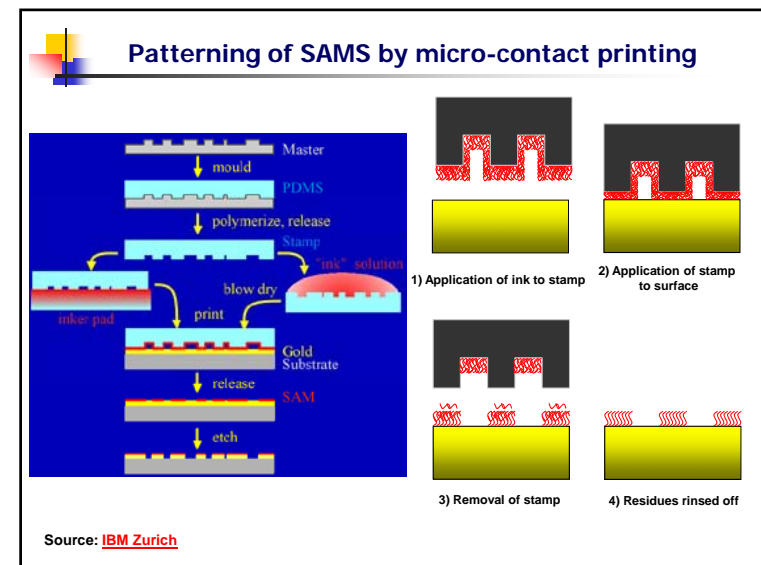 Patterning of SAMS by micro-contact printing
Master
mould
PDMS
polymerize, release
Stamp
"ink" solution
blow dry
inker pad
print
Gold
Substrate
release
SAM
etch
1) Application of ink to stamp
2) Application of stamp
to surface
3) Removal of stamp
4) Residues rinsed off
Source: IBM Zurich